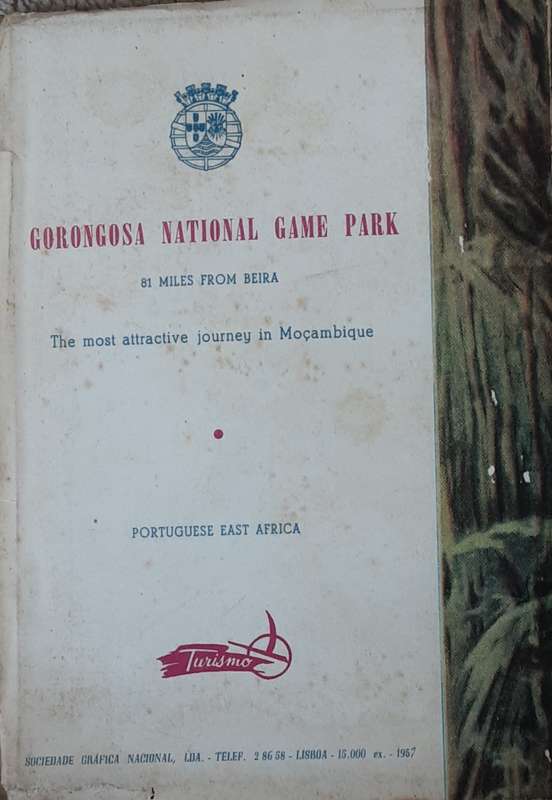 GORONGOSA NATIONAL GAME PARK
81 MILES FROM BEIRA
The most attractive journey in Moçambique
PORTUGUESE EAST AFRICA
Turismo
SOCIEDADE GRÁFICA NACIONAL, LDA. - TELEF. 2 86 58 - LISBOA - 15.000 ex. - 1957